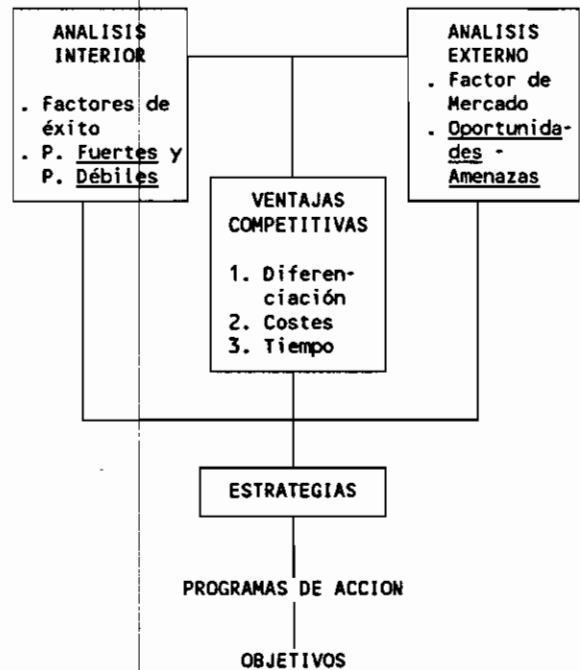 ANALISIS
INTERIOR
. Factores de
éxito
. P. Fuertes y
P. Débiles
ANALISIS
EXTERNO
. Factor de
Mercado
. Oportunida-
des -
Amenazas
VENTAJAS
COMPETITIVAS
1. Diferen-
ciación
2. Costes
3. Tiempo
ESTRATEGIAS
PROGRAMAS DE ACCION
OBJETIVOS